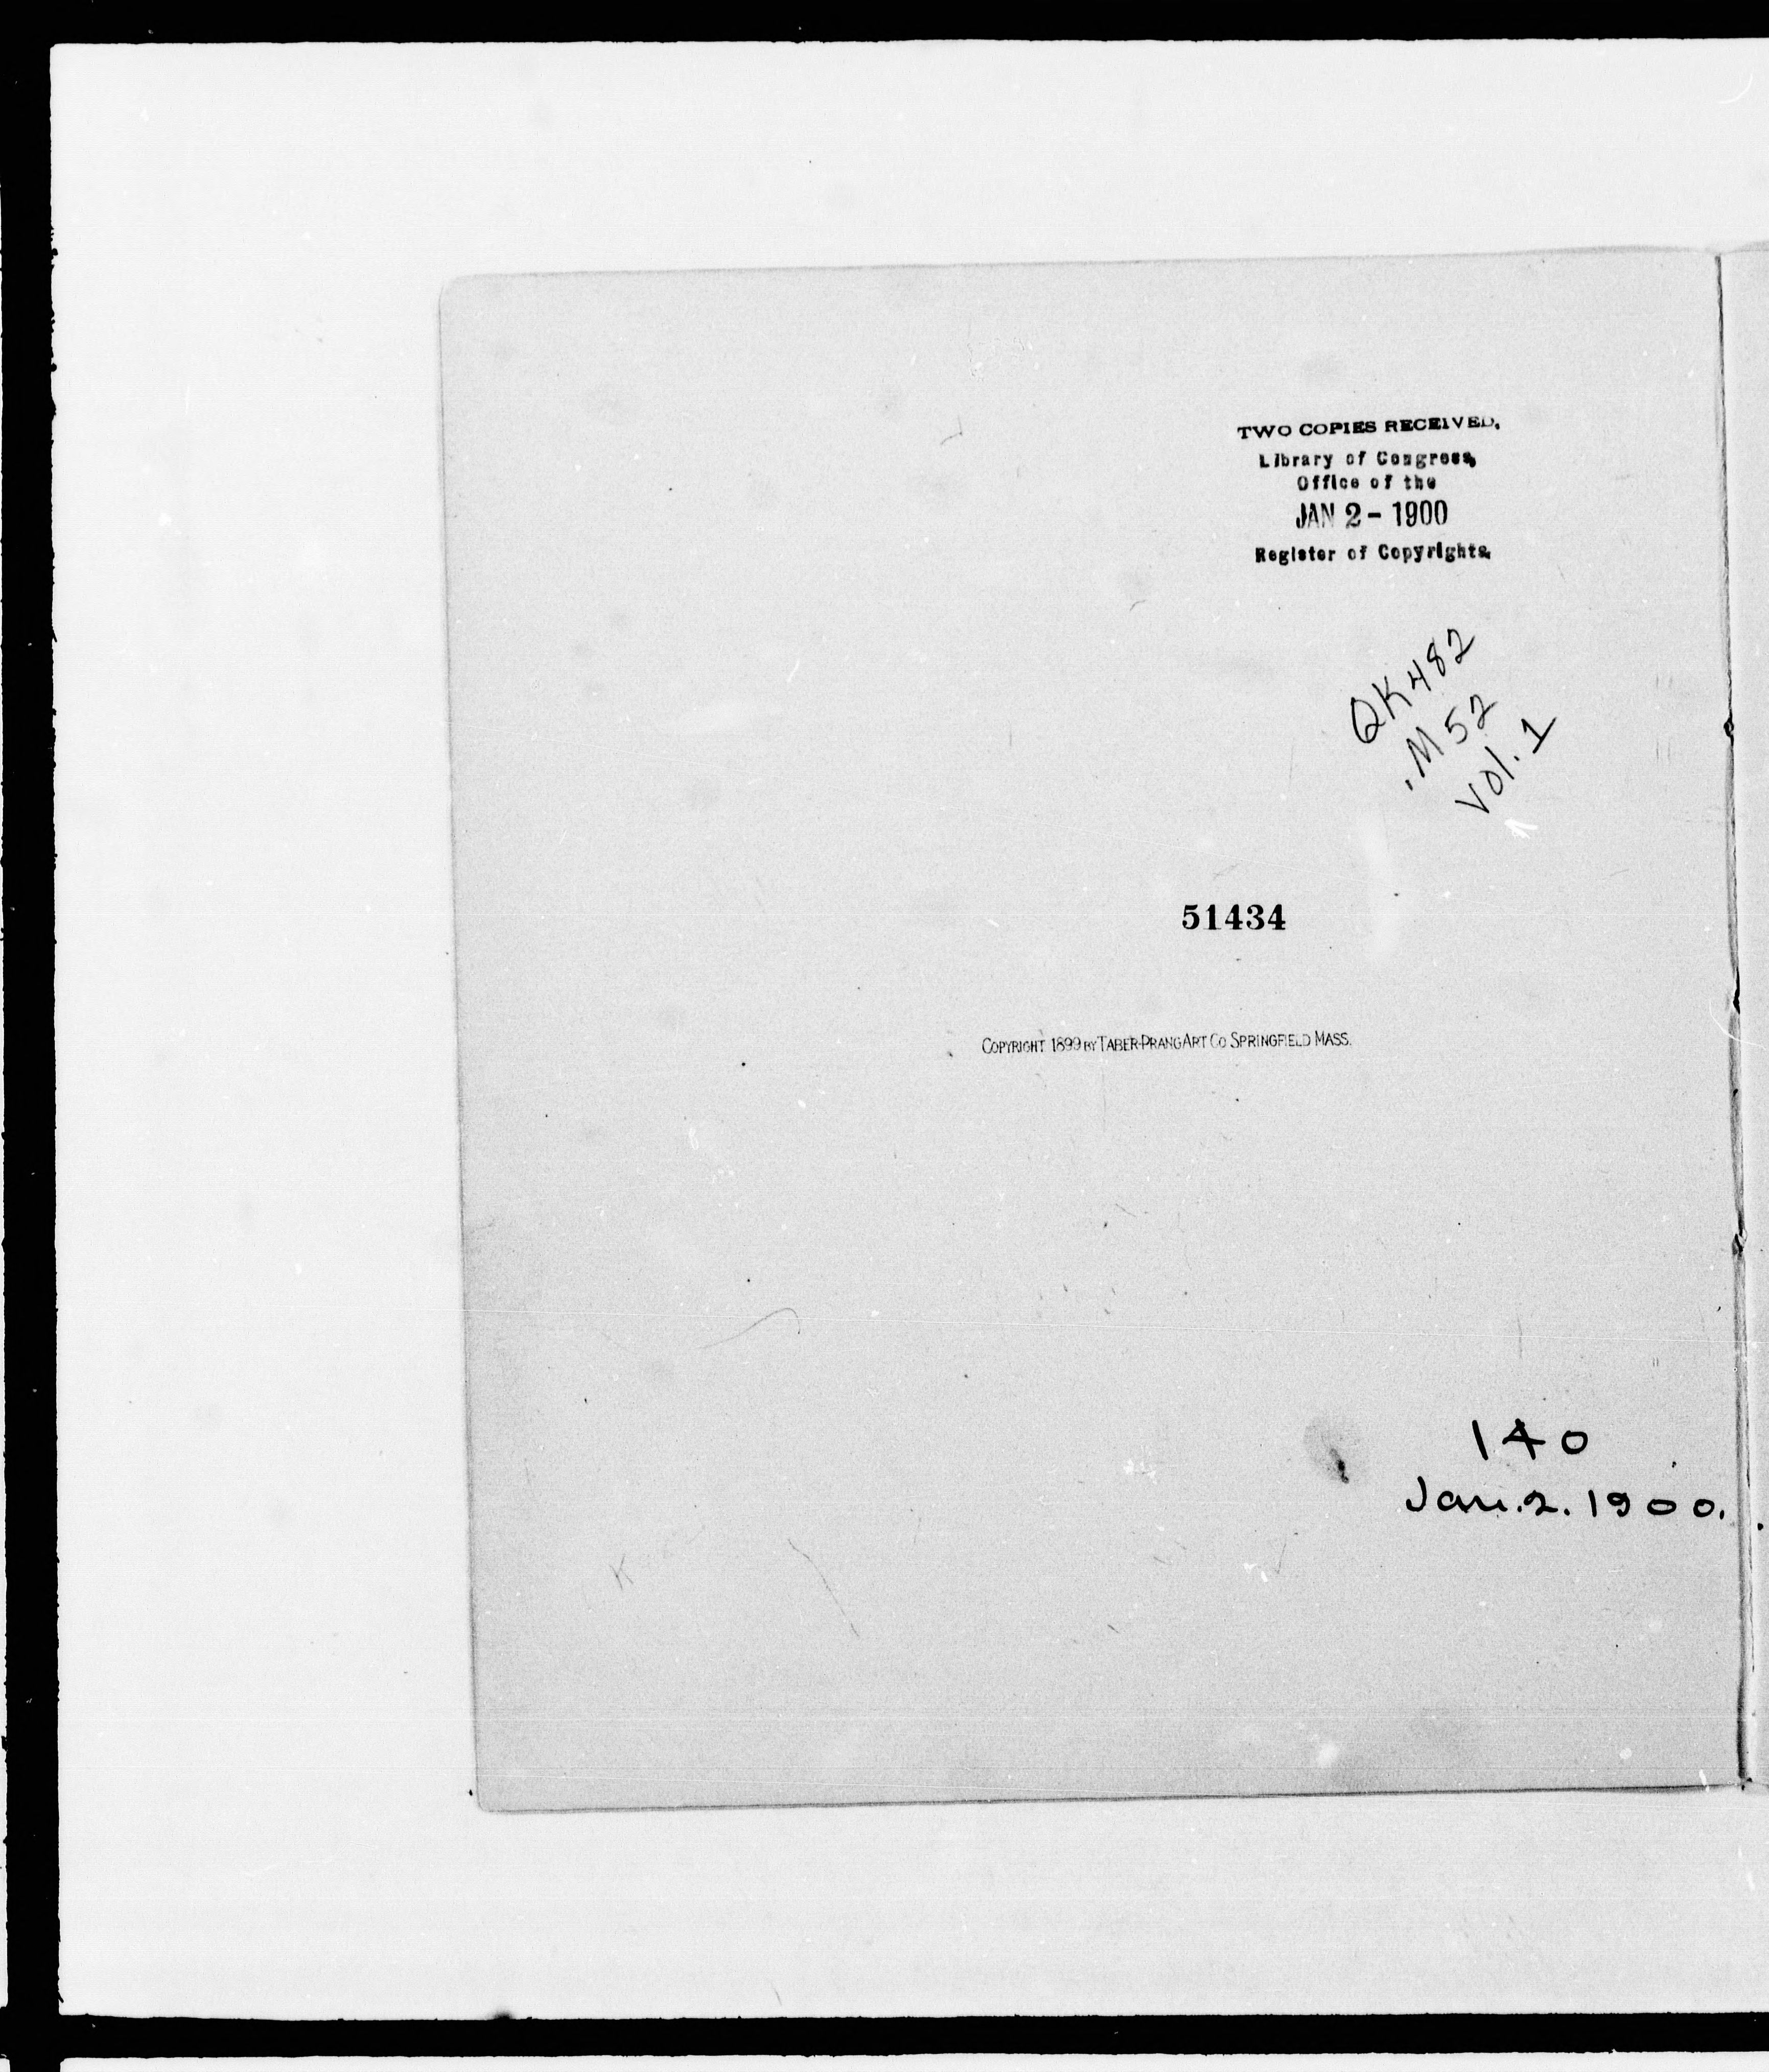 TWO COPIES RECEIVED.
Library of Congress,
Office of the
JAN 2 - 1900
Register of Copyrights.
QK482
.M52
Vol. 1
51434
COPYRIGHT 1899 BY TABER-PRANG ART CO SPRINGFIELD MASS.
140
Jan. 2. 1900.